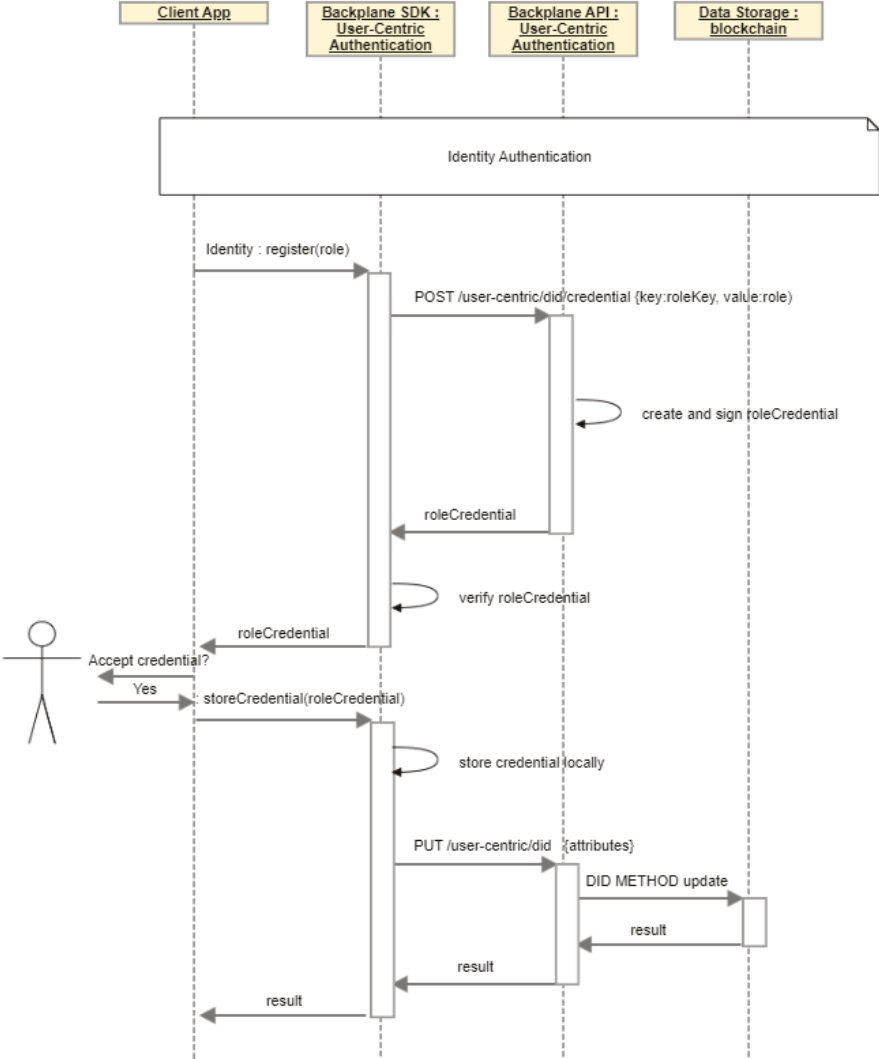 Client App
Backplane SDK :
User-Centric
Authentication
Backplane API :
User-Centric
Authentication
Data Storage :
blockchain
Identity Authentication
Identity : register(role)
POST /user-centric/did/credential {key:roleKey, value:role)
create and sign roleCredential
roleCredential
verify roleCredential
roleCredential
Accept credential?
Yes
: storeCredential(roleCredential)
store credential locally
PUT /user-centric/did {attributes}
DID METHOD update
result
result
result